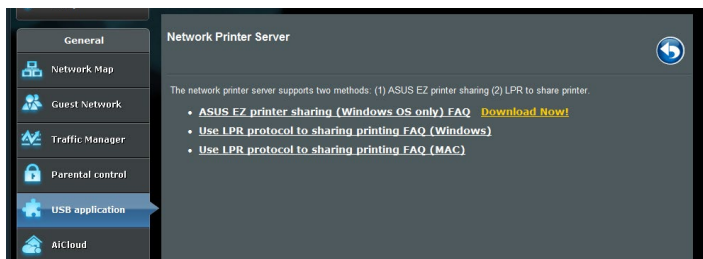 General
Network Map
Guest Network
Traffic Manager
Parental control
USB application
AiCloud
Network Printer Server
The network printer server supports two methods: (1) ASUS EZ printer sharing (2) LPR to share printer.
ASUS EZ printer sharing (Windows OS only) FAQ Download Now!
Use LPR protocol to sharing printing FAQ (Windows)
Use LPR protocol to sharing printing FAQ (MAC)